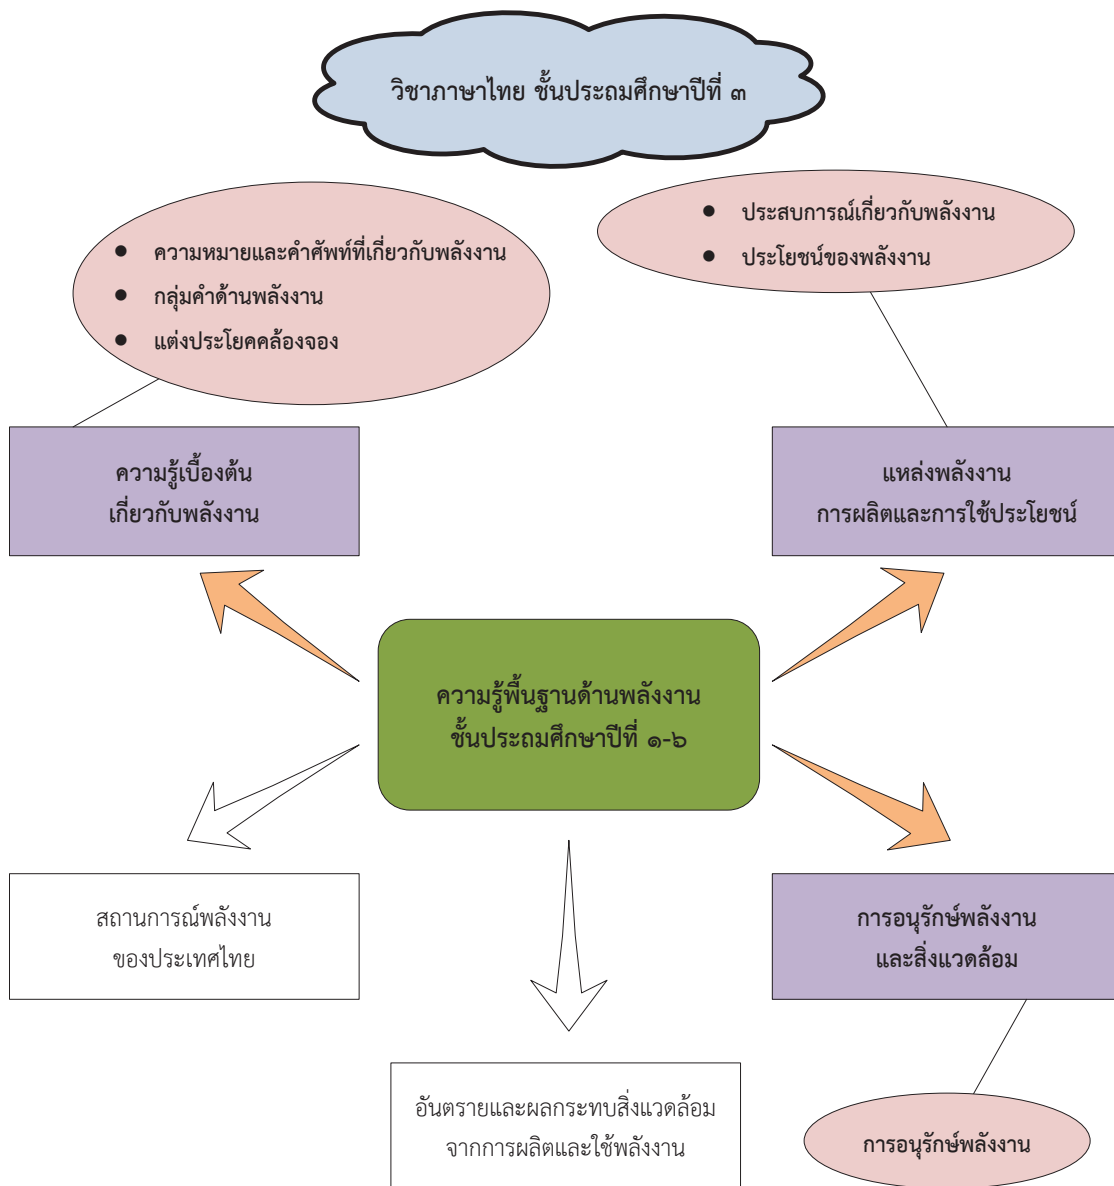 วิชาภาษาไทย ชั้นประถมศึกษาปีที่ ๓
● ความหมายและคำศัพท์ที่เกี่ยวกับพลังงาน
● กลุ่มคำด้านพลังงาน
● แต่งประโยคคล้องจอง
● ประสบการณ์เกี่ยวกับพลังงาน
● ประโยชน์ของพลังงาน
ความรู้เบื้องต้น
เกี่ยวกับพลังงาน
แหล่งพลังงาน
การผลิตและการใช้ประโยชน์
ความรู้พื้นฐานด้านพลังงาน
ชั้นประถมศึกษาปีที่ ๑-๖
สถานการณ์พลังงาน
ของประเทศไทย
การอนุรักษ์พลังงาน
และสิ่งแวดล้อม
อันตรายและผลกระทบสิ่งแวดล้อม
จากการผลิตและใช้พลังงาน
การอนุรักษ์พลังงาน